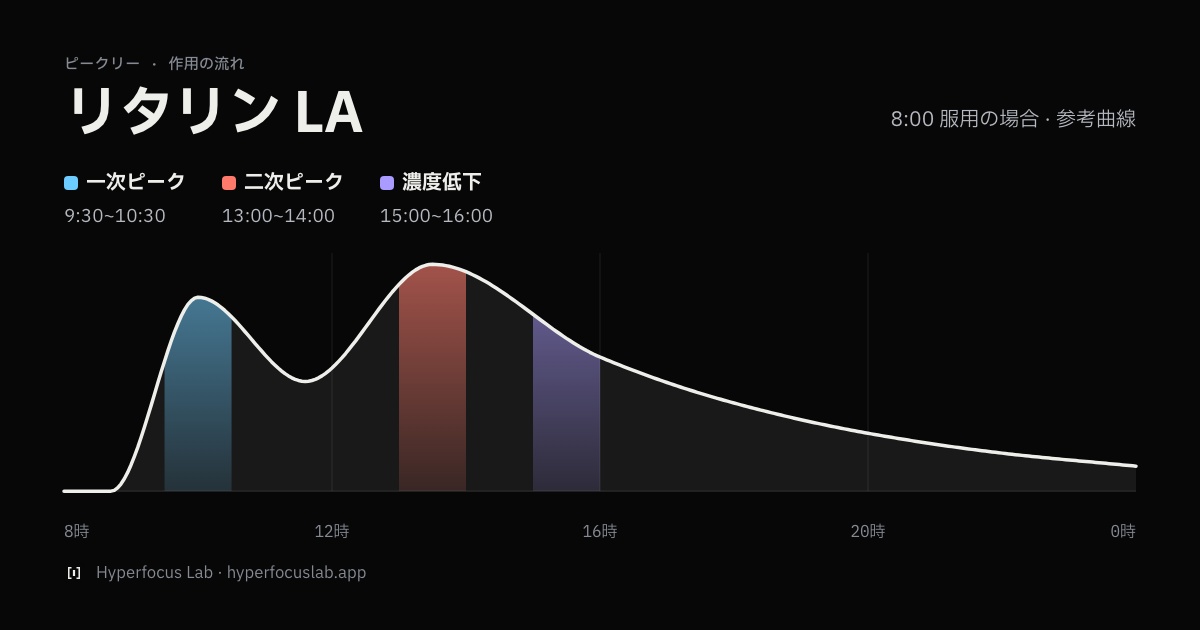 ピークリー · 作用の流れ
リタリン LA
8:00 服用の場合 · 参考曲線
一次ピーク 二次ピーク 濃度低下
9:30~10:30 13:00~14:00 15:00~16:00
8時 12時 16時 20時 0時
Hyperfocus Lab · hyperfocuslab.app